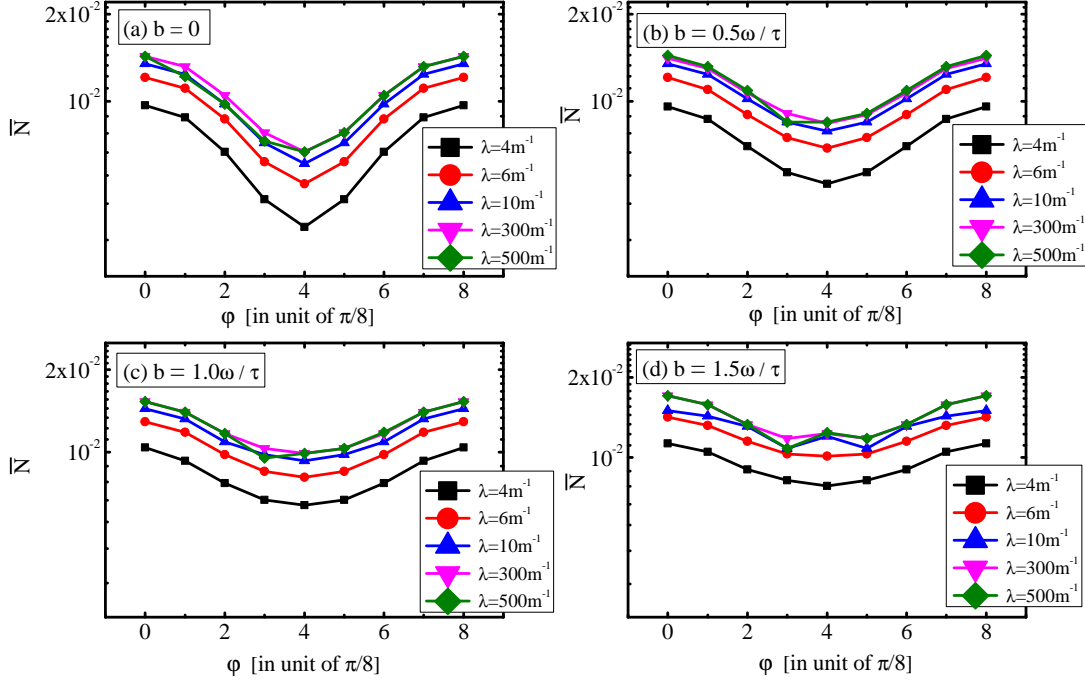 (a) b = 0
2x10⁻²
10⁻²
N̅
λ=4m⁻¹
λ=6m⁻¹
λ=10m⁻¹
λ=300m⁻¹
λ=500m⁻¹
0 2 4 6 8
φ [in unit of π/8]
(b) b = 0.5ω / τ
2x10⁻²
10⁻²
N̅
λ=4m⁻¹
λ=6m⁻¹
λ=10m⁻¹
λ=300m⁻¹
λ=500m⁻¹
0 2 4 6 8
φ [in unit of π/8]
(c) b = 1.0ω / τ
2x10⁻²
10⁻²
N̅
λ=4m⁻¹
λ=6m⁻¹
λ=10m⁻¹
λ=300m⁻¹
λ=500m⁻¹
0 2 4 6 8
φ [in unit of π/8]
(d) b = 1.5ω / τ
2x10⁻²
10⁻²
N̅
λ=4m⁻¹
λ=6m⁻¹
λ=10m⁻¹
λ=300m⁻¹
λ=500m⁻¹
0 2 4 6 8
φ [in unit of π/8]